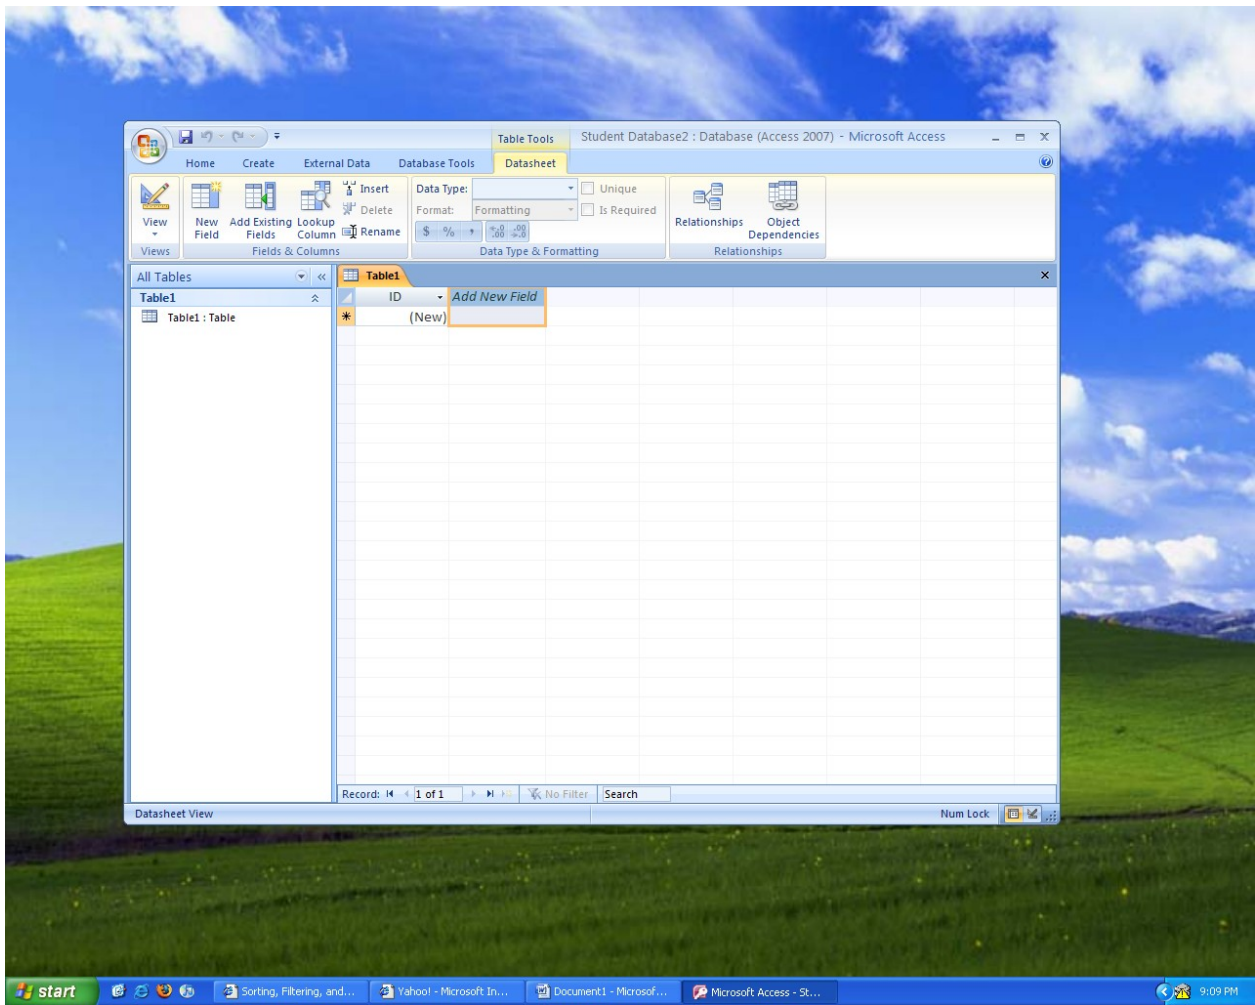 Table Tools Student Database2 : Database (Access 2007) - Microsoft Access
Home Create External Data Database Tools Datasheet
View
Views
New Field
Add Existing Fields
Lookup Column
Insert
Delete
Rename
Fields & Columns
Data Type:
Format: Formatting
$ % ,
Unique
Is Required
Data Type & Formatting
Relationships
Object Dependencies
Relationships
All Tables
Table1
Table1 : Table
Table1
ID Add New Field
(New)
Record: 1 of 1 No Filter Search
Datasheet View Num Lock
start Sorting, Filtering, and... Yahoo! - Microsoft In... Document1 - Microsof... Microsoft Access - St... 9:09 PM